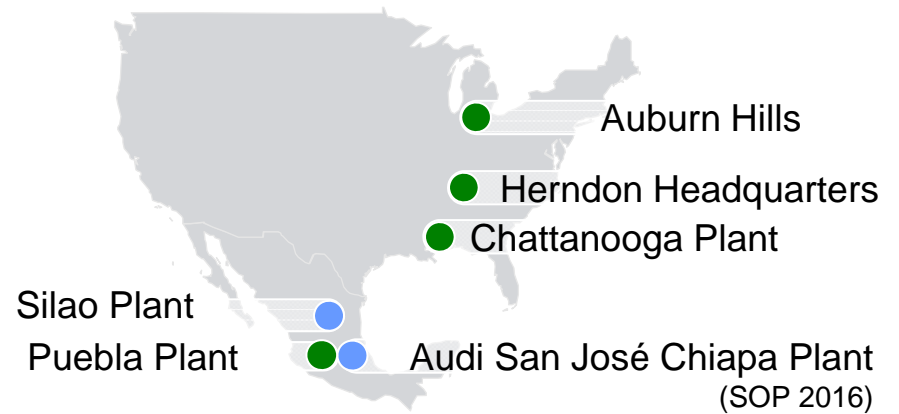 Auburn Hills
Herndon Headquarters
Chattanooga Plant
Silao Plant
Puebla Plant
Audi San José Chiapa Plant
(SOP 2016)